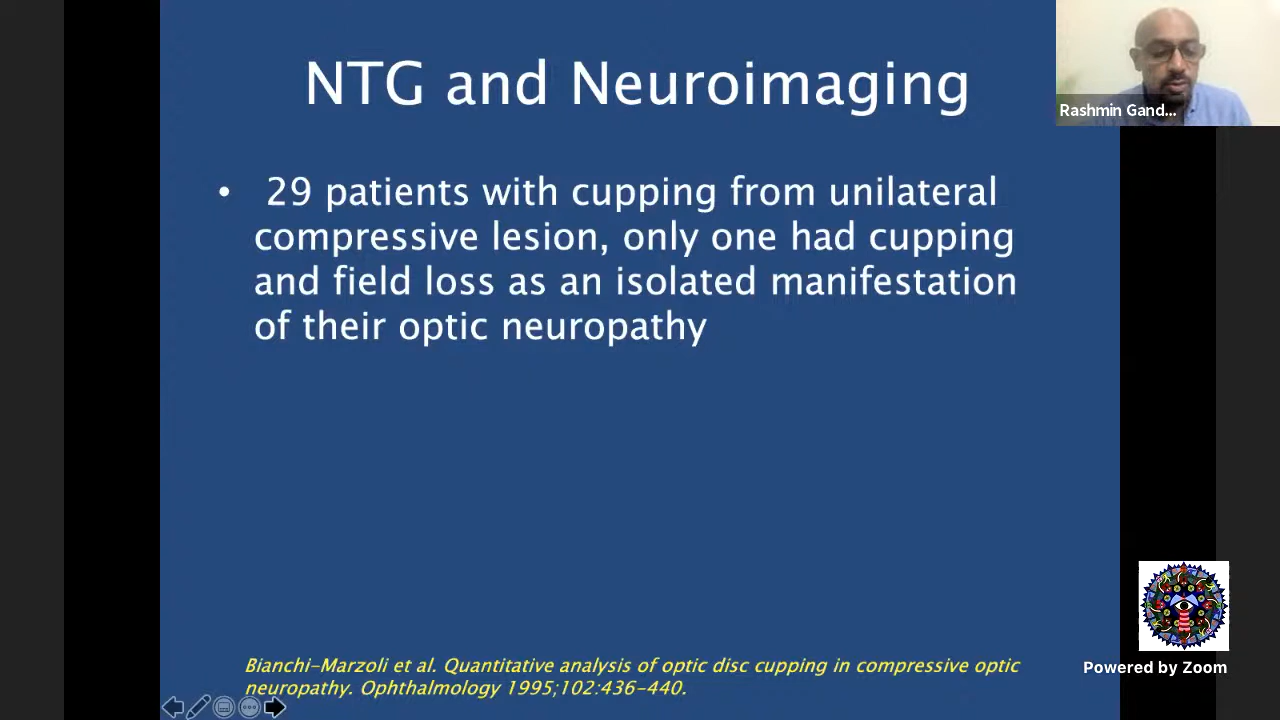 NTG and Neuroimaging
Rashmin Gand...
• 29 patients with cupping from unilateral
compressive lesion, only one had cupping
and field loss as an isolated manifestation
of their optic neuropathy
Bianchi-Marzoli et al. Quantitative analysis of optic disc cupping in compressive optic
neuropathy. Ophthalmology 1995;102:436-440.
Powered by Zoom